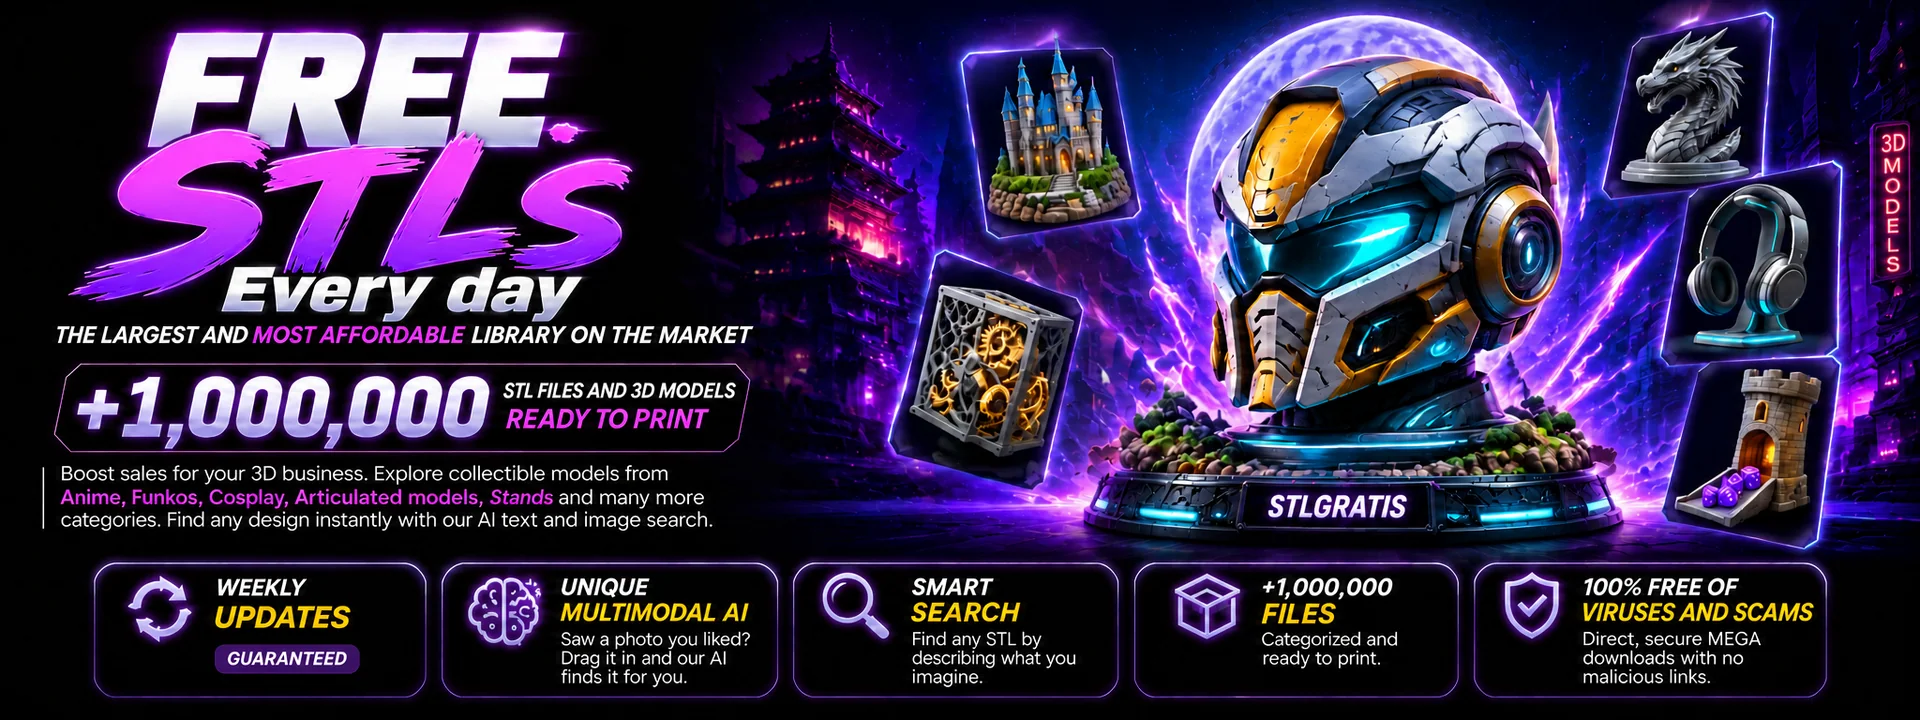 FREE
STLs
Every day
THE LARGEST AND MOST AFFORDABLE LIBRARY ON THE MARKET
+1,000,000
STL FILES AND 3D MODELS
READY TO PRINT
Boost sales for your 3D business. Explore collectible models from
Anime, Funkos, Cosplay, Articulated models, Stands and many more
categories. Find any design instantly with our AI text and image search.
STLGRATIS
3D MODELS
WEEKLY
UPDATES
GUARANTEED
UNIQUE
MULTIMODAL AI
Saw a photo you liked?
Drag it in and our AI
finds it for you.
SMART
SEARCH
Find any STL by
describing what you
imagine.
+1,000,000
FILES
Categorized and
ready to print.
100% FREE OF
VIRUSES AND SCAMS
Direct, secure MEGA
downloads with no
malicious links.